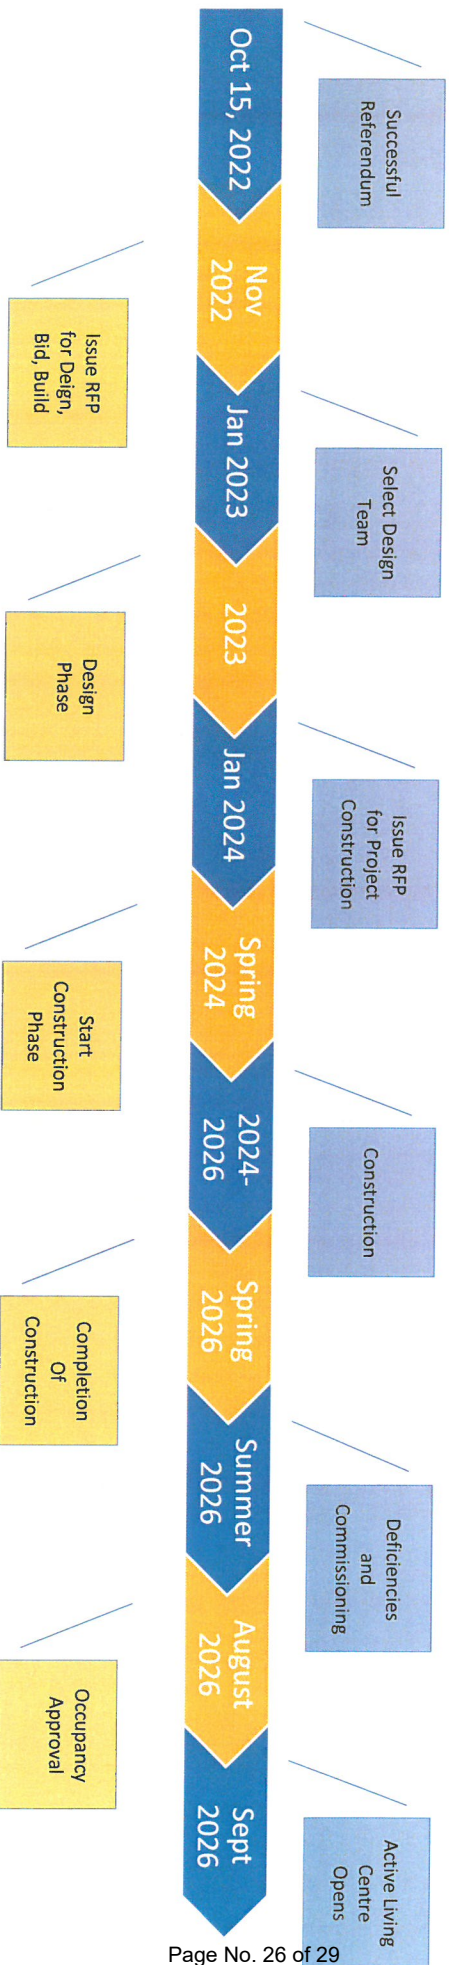 Successful
Referendum
Oct 15, 2022
Nov
2022
Issue RFP
for Deign,
Bid, Build
Select Design
Team
Jan 2023
2023
Design
Phase
Issue RFP
for Project
Construction
Jan 2024
Spring
2024
Start
Construction
Phase
Construction
2024-
2026
Spring
2026
Completion
Of
Construction
Deficiencies
and
Commissioning
Summer
2026
August
2026
Occupancy
Approval
Active Living
Centre
Opens
Sept
2026
Page No. 26 of 29